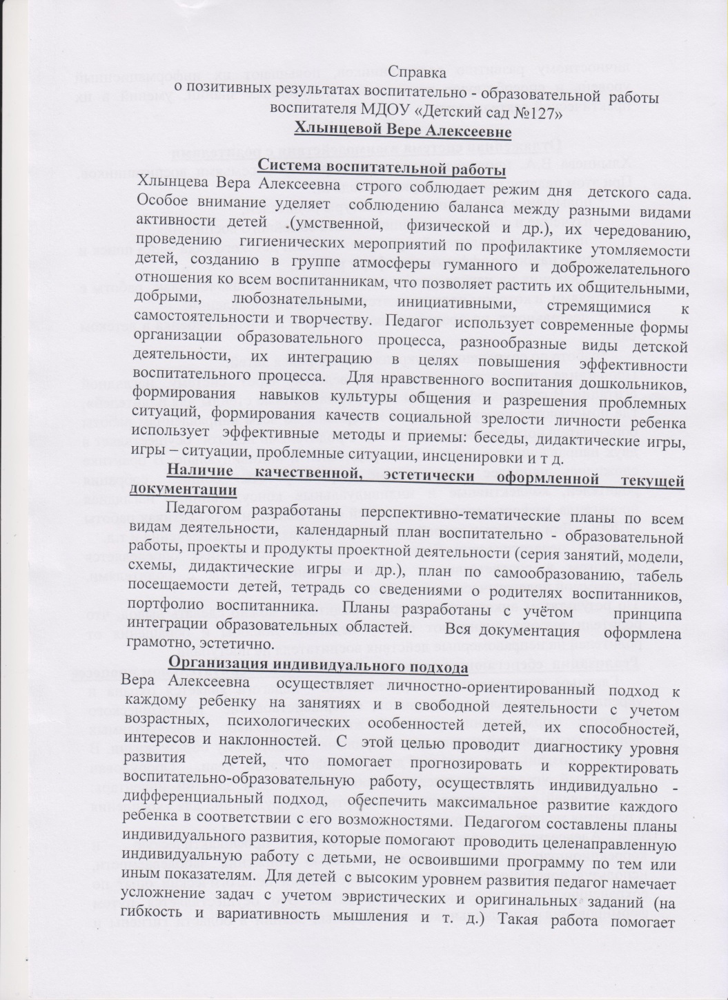 Справка
о позитивных результатах воспитательно - образовательной работы
воспитателя МДОУ «Детский сад №127»
Хлынцевой Вере Алексеевне
Система воспитательной работы
Хлынцева Вера Алексеевна строго соблюдает режим дня детского сада.
Особое внимание уделяет соблюдению баланса между разными видами
активности детей (умственной, физической и др.), их чередованию,
проведению гигиенических мероприятий по профилактике утомляемости
детей, созданию в группе атмосферы гуманного и доброжелательного
отношения ко всем воспитанникам, что позволяет растить их общительными,
добрыми, любознательными, инициативными, стремящимися к
самостоятельности и творчеству. Педагог использует современные формы
организации образовательного процесса, разнообразные виды детской
деятельности, их интеграцию в целях повышения эффективности
воспитательного процесса. Для нравственного воспитания дошкольников,
формирования навыков культуры общения и разрешения проблемных
ситуаций, формирования качеств социальной зрелости личности ребенка
использует эффективные методы и приемы: беседы, дидактические игры,
игры – ситуации, проблемные ситуации, инсценировки и т д.
Наличие качественной, эстетически оформленной текущей
документации
Педагогом разработаны перспективно-тематические планы по всем
видам деятельности, календарный план воспитательно - образовательной
работы, проекты и продукты проектной деятельности (серия занятий, модели,
схемы, дидактические игры и др.), план по самообразованию, табель
посещаемости детей, тетрадь со сведениями о родителях воспитанников,
портфолио воспитанника. Планы разработаны с учётом принципа
интеграции образовательных областей. Вся документация оформлена
грамотно, эстетично.
Организация индивидуального подхода
Вера Алексеевна осуществляет личностно-ориентированный подход к
каждому ребенку на занятиях и в свободной деятельности с учетом
возрастных, психологических особенностей детей, их способностей,
интересов и наклонностей. С этой целью проводит диагностику уровня
развития детей, что помогает прогнозировать и корректировать
воспитательно-образовательную работу, осуществлять индивидуально -
дифференциальный подход, обеспечить максимальное развитие каждого
ребенка в соответствии с его возможностями. Педагогом составлены планы
индивидуального развития, которые помогают проводить целенаправленную
индивидуальную работу с детьми, не освоившими программу по тем или
иным показателям. Для детей с высоким уровнем развития педагог намечает
усложнение задач с учетом эвристических и оригинальных заданий (на
гибкость и вариативность мышления и т. д.) Такая работа помогает